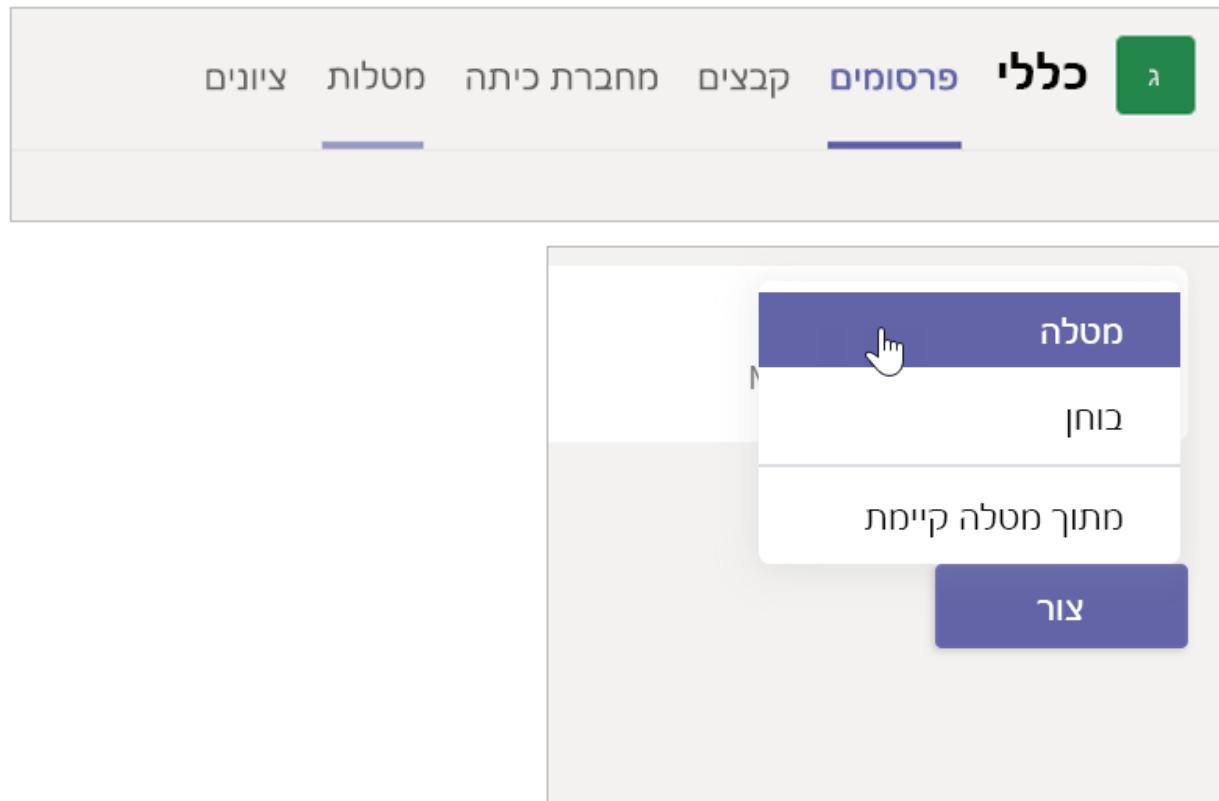 ג כללי פרסומים קבצים מחברת כיתה מטלות ציונים
מטלה
בוחן
מתוך מטלה קיימת
צור